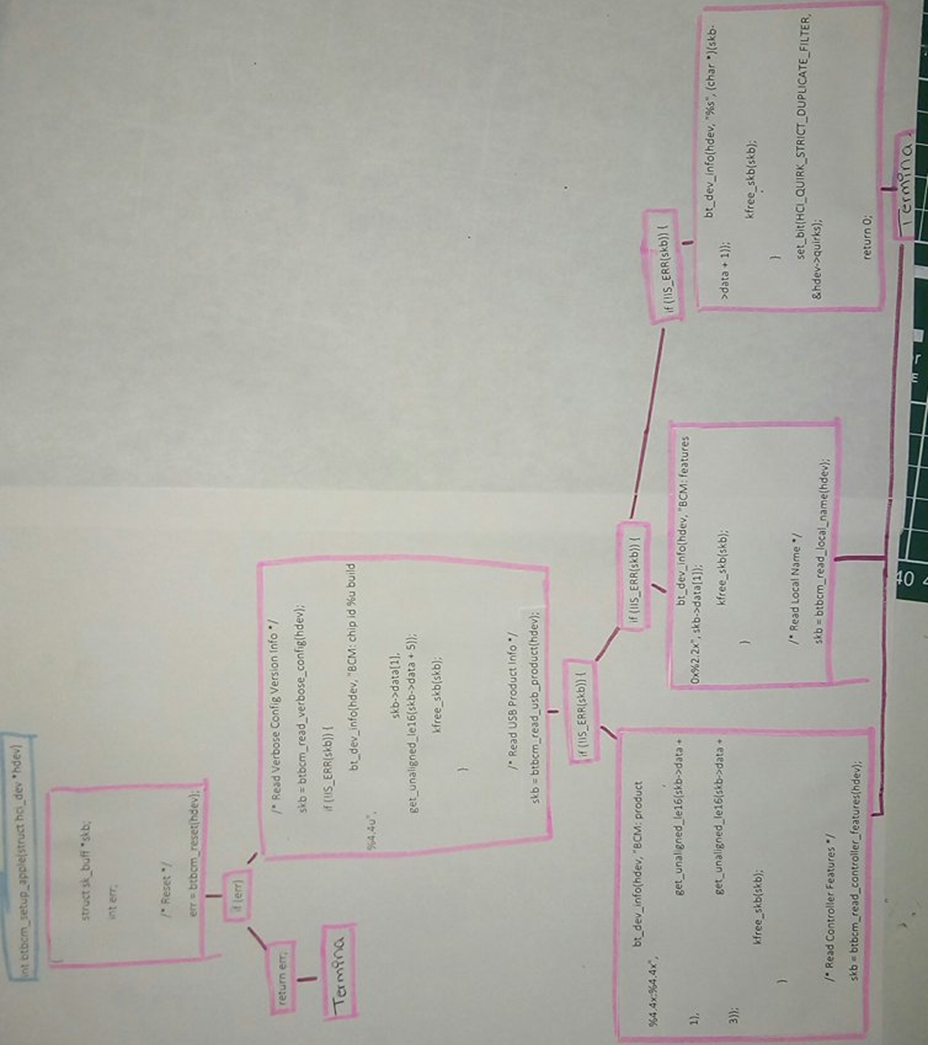 int btbcm_setup_apple(struct hci_dev *hdev)
{
struct sk_buff *skb;
int err;
/* Reset */
err = btbcm_reset(hdev);
if (err)
return err;
Termina
/* Read Verbose Config Version Info */
skb = btbcm_read_verbose_config(hdev);
if (!IS_ERR(skb)) {
bt_dev_info(hdev, "BCM: chip id %u build
%4.4u",
skb->data[1],
get_unaligned_le16(skb->data + 5));
kfree_skb(skb);
}
/* Read USB Product Info */
skb = btbcm_read_usb_product(hdev);
if (!IS_ERR(skb)) {
bt_dev_info(hdev, "BCM: product
%4.4x:%4.4x",
get_unaligned_le16(skb->data +
1),
get_unaligned_le16(skb->data +
3));
kfree_skb(skb);
}
/* Read Controller Features */
skb = btbcm_read_controller_features(hdev);
if (!IS_ERR(skb)) {
bt_dev_info(hdev, "BCM: features
0x%2.2x", skb->data[1]);
kfree_skb(skb);
}
/* Read Local Name */
skb = btbcm_read_local_name(hdev);
if (!IS_ERR(skb)) {
bt_dev_info(hdev, "%s", (char *)(skb-
>data + 1));
kfree_skb(skb);
}
set_bit(HCI_QUIRK_STRICT_DUPLICATE_FILTER,
&hdev->quirks);
return 0;
Termina
40